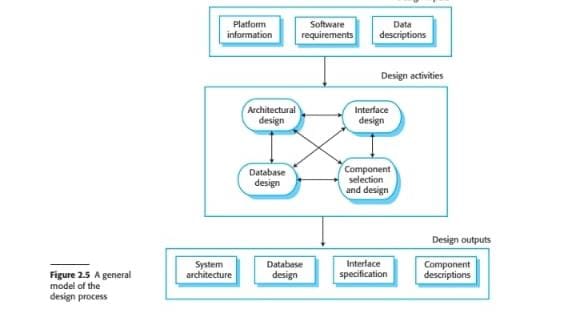 Platform
information
Software
requirements
Data
descriptions
Design activities
Architectural
design
Interface
design
Database
design
Component
selection
and design
Design outputs
System
architecture
Database
design
Interface
specification
Component
descriptions
Figure 2.5 A general
model of the
design process